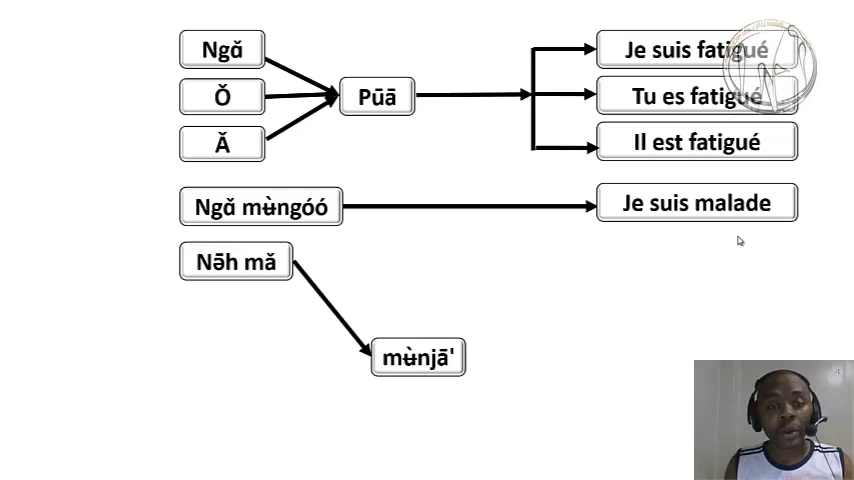 Ngǎ
Ǒ
Ǎ
Pūā
Je suis fatigué
Tu es fatigué
Il est fatigué
Ngǎ mʉ̀ngóó
Je suis malade
Nə̄h mǎ
mʉ̀njā'